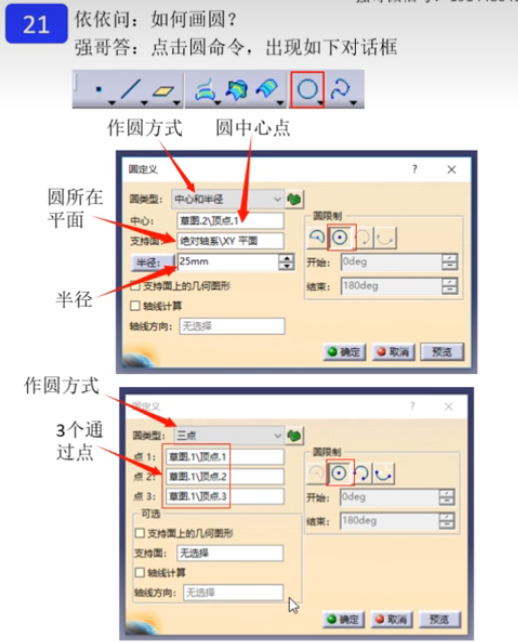 21
依依问：如何画圆？
强哥答：点击圆命令，出现如下对话框
作圆方式
圆中心点
圆所在
平面
半径
圆定义
?
×
圆类型：
中心和半径
中心：
草图.2\顶点.1
支持面：
绝对轴系\XY 平面
半径：
25mm
支持面上的几何图形
轴线计算
轴线方向：
无选择
圆限制
开始：
0deg
结束：
180deg
确定
取消
预览
作圆方式
3个通
过点
圆定义
?
×
圆类型：
三点
点 1：
草图.1\顶点.1
点 2：
草图.1\顶点.2
点 3：
草图.1\顶点.3
可选
支持面上的几何图形
支持面：
无选择
轴线计算
轴线方向：
无选择
圆限制
开始：
0deg
结束：
180deg
确定
取消
预览